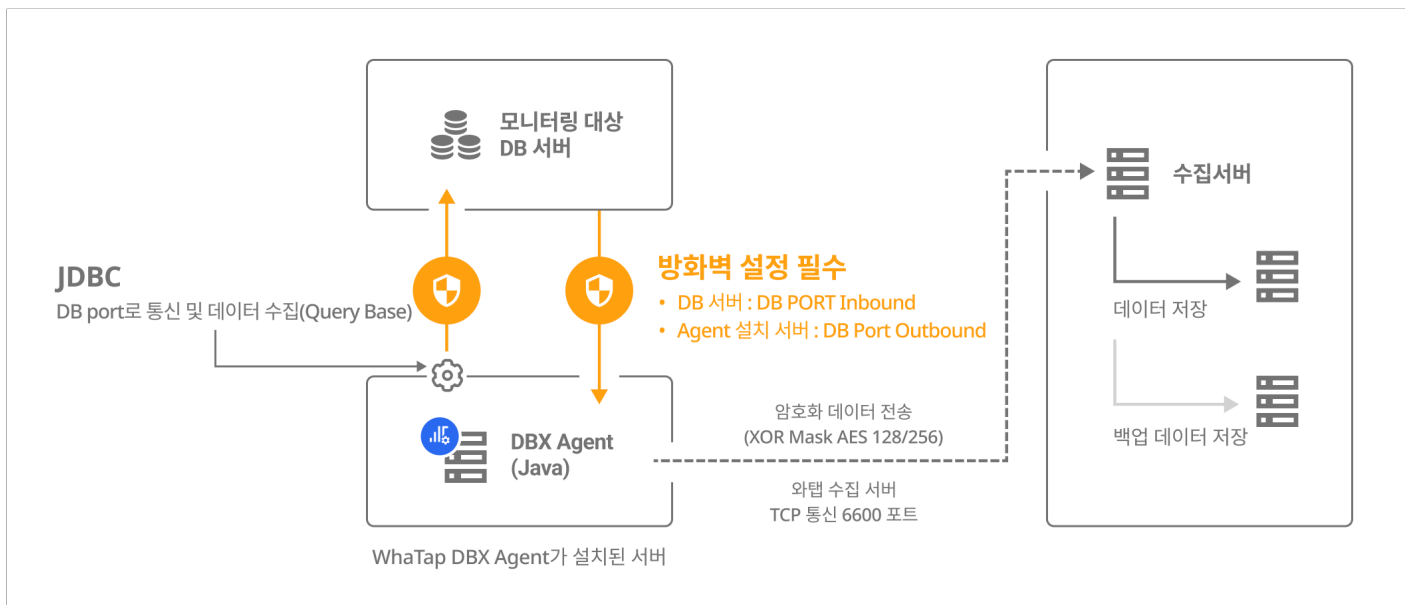 모니터링 대상
DB 서버
수집서버
JDBC
DB port로 통신 및 데이터 수집(Query Base)
방화벽 설정 필수
• DB 서버 : DB PORT Inbound
• Agent 설치 서버 : DB Port Outbound
데이터 저장
DBX Agent
(Java)
암호화 데이터 전송
(XOR Mask AES 128/256)
백업 데이터 저장
와탭 수집 서버
TCP 통신 6600 포트
WhaTap DBX Agent가 설치된 서버